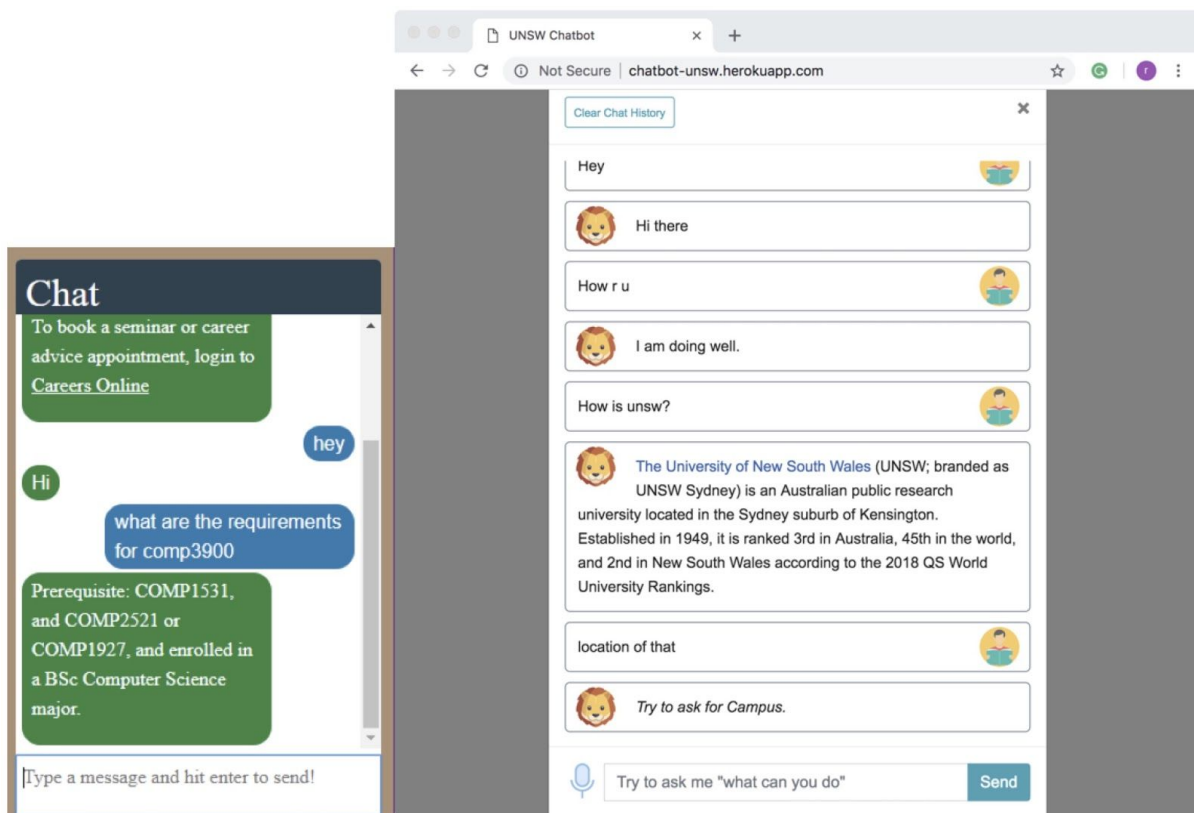 Chat
To book a seminar or career
advice appointment, login to
Careers Online
hey
Hi
what are the requirements
for comp3900
Prerequisite: COMP1531,
and COMP2521 or
COMP1927, and enrolled in
a BSc Computer Science
major.
Type a message and hit enter to send!
UNSW Chatbot
Not Secure | chatbot-unsw.herokuapp.com
r
Clear Chat History
Hey
Hi there
How r u
I am doing well.
How is unsw?
The University of New South Wales (UNSW; branded as
UNSW Sydney) is an Australian public research
university located in the Sydney suburb of Kensington.
Established in 1949, it is ranked 3rd in Australia, 45th in the world,
and 2nd in New South Wales according to the 2018 QS World
University Rankings.
location of that
Try to ask for Campus.
Try to ask me "what can you do"
Send